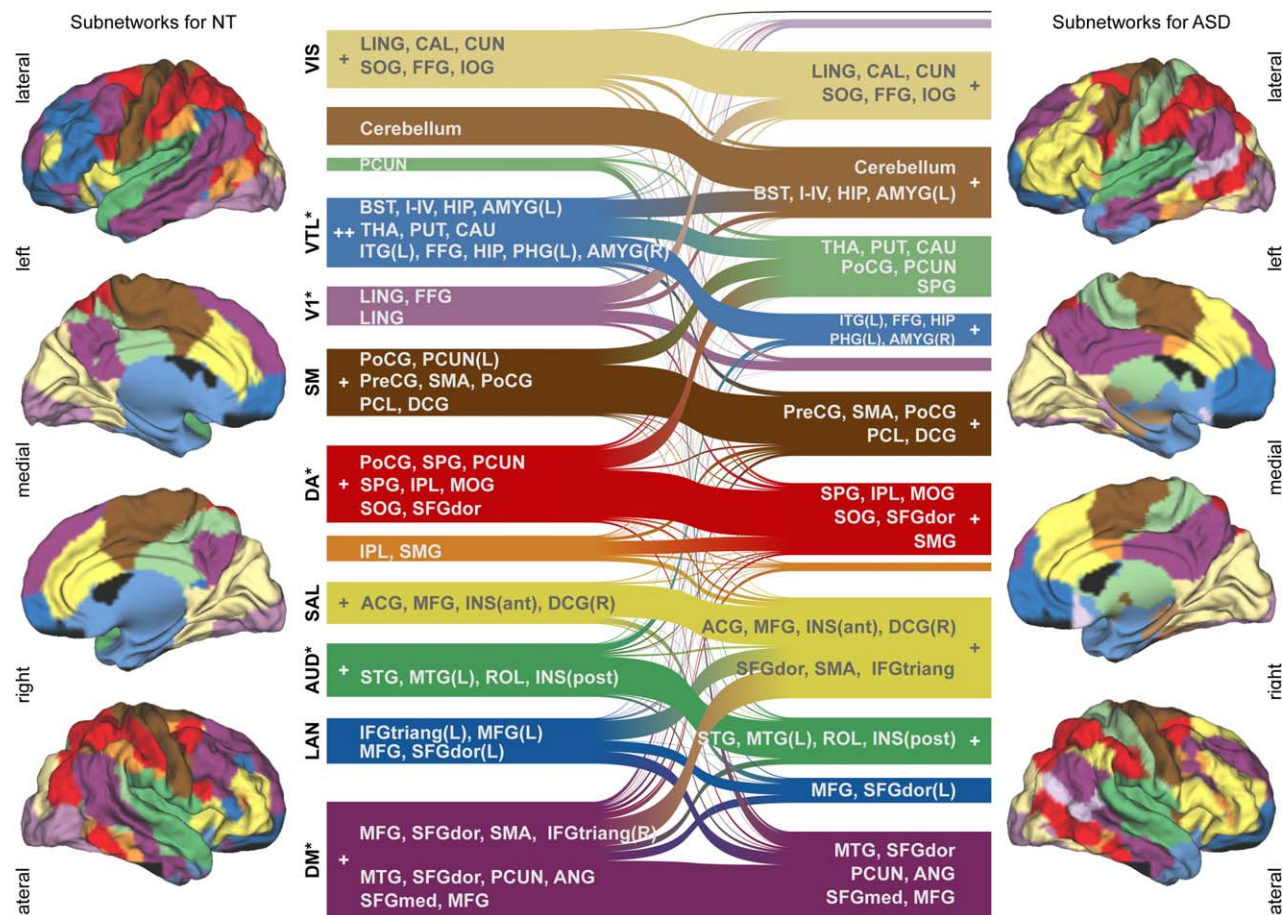 Subnetworks for NT
Subnetworks for ASD
lateral
left
medial
right
ateral
VIS
+ LING, CAL, CUN
SOG, FFG, IOG
Cerebellum
PCUN
VTL*
BST, I-IV, HIP, AMYG(L)
++ THA, PUT, CAU
ITG(L), FFG, HIP, PHG(L), AMYG(R)
V1*
LING, FFG
LING
SM
PoCG, PCUN(L)
+ PreCG, SMA, PoCG
PCL, DCG
DA*
PoCG, SPG, PCUN
+ SPG, IPL, MOG
SOG, SFGdor
IPL, SMG
SAL
+ ACG, MFG, INS(ant), DCG(R)
AUD*
+ STG, MTG(L), ROL, INS(post)
LAN
IFGtriang(L), MFG(L)
MFG, SFGdor(L)
DM*
MFG, SFGdor, SMA, IFGtriang(R)
+
MTG, SFGdor, PCUN, ANG
SFGmed, MFG
LING, CAL, CUN
SOG, FFG, IOG +
Cerebellum
BST, I-IV, HIP, AMYG(L) +
THA, PUT, CAU
PoCG, PCUN
SPG
ITG(L), FFG, HIP
PHG(L), AMYG(R) +
PreCG, SMA, PoCG +
PCL, DCG
SPG, IPL, MOG
SOG, SFGdor +
SMG
ACG, MFG, INS(ant), DCG(R)
+
SFGdor, SMA, IFGtriang
STG, MTG(L), ROL, INS(post) +
MFG, SFGdor(L)
MTG, SFGdor
PCUN, ANG
SFGmed, MFG
lateral
left
medial
right
ateral